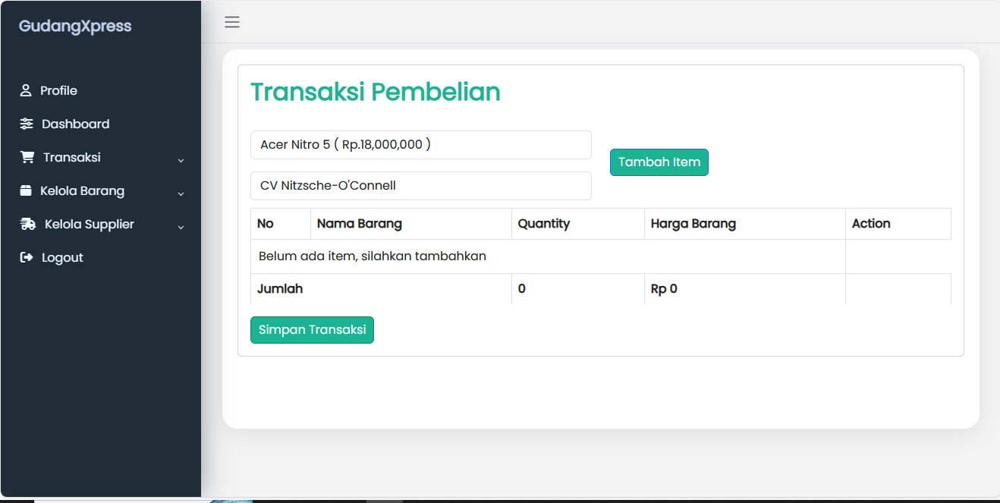 GudangXpress
Profile
Dashboard
Transaksi
Kelola Barang
Kelola Supplier
Logout
Transaksi Pembelian
Acer Nitro 5 ( Rp.18,000,000 )
Tambah Item
CV Nitzsche-O'Connell
No Nama Barang Quantity Harga Barang Action
Belum ada item, silahkan tambahkan
Jumlah 0 Rp 0
Simpan Transaksi